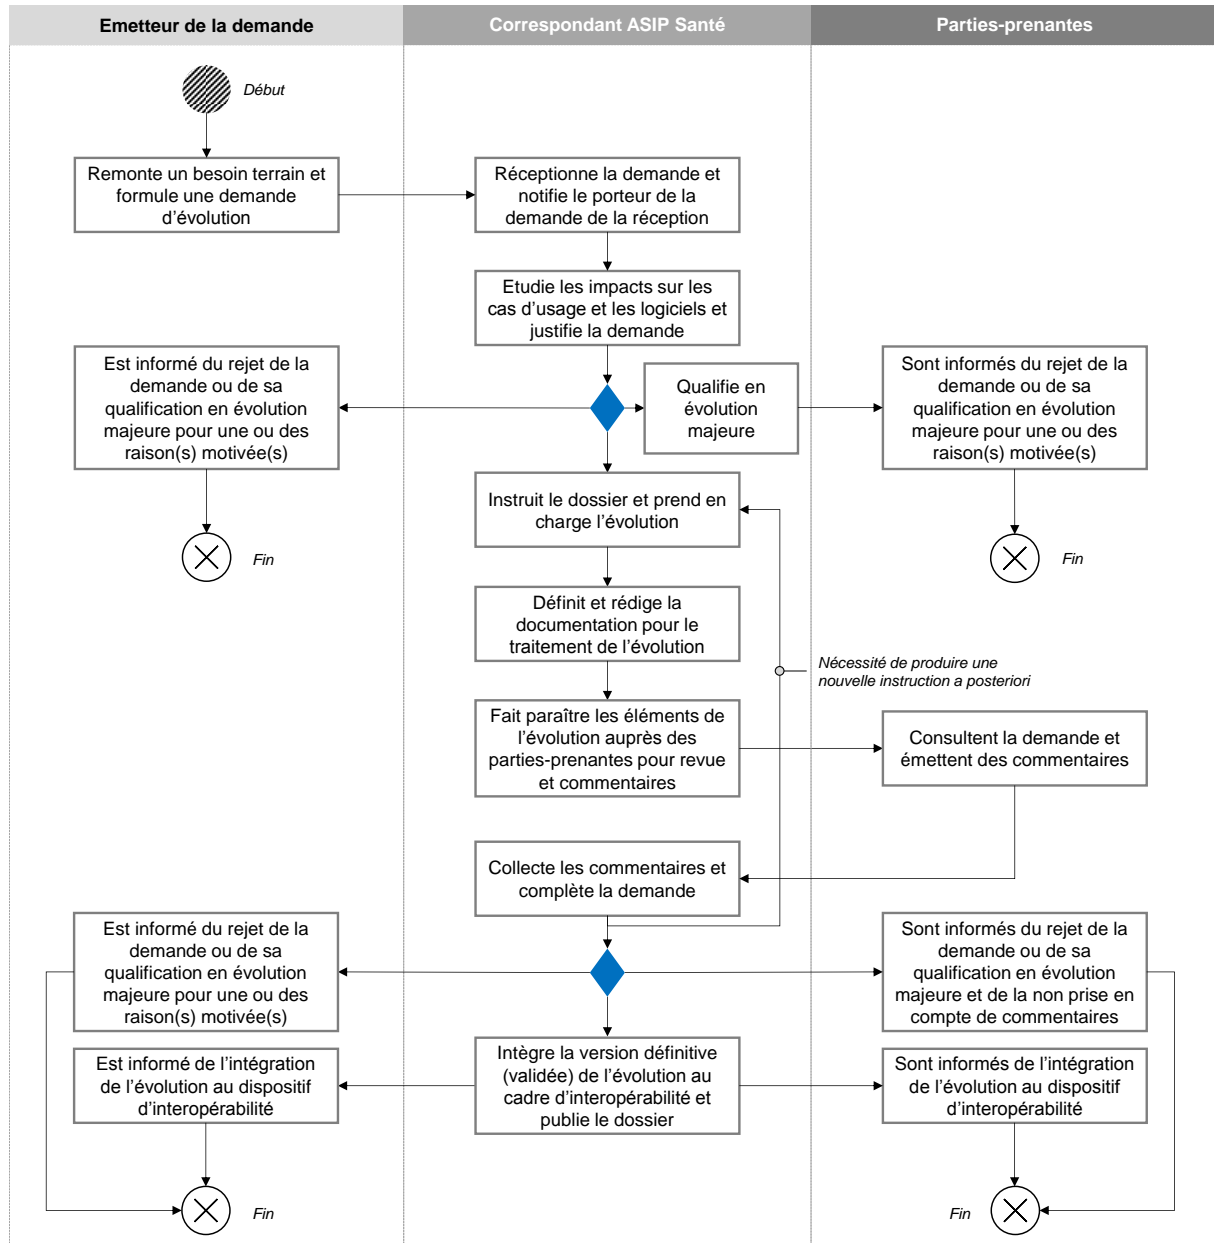 Emetteur de la demande
Correspondant ASIP Santé
Parties-prenantes
Début
Remonte un besoin terrain et
formule une demande
d'évolution
Réceptionne la demande et
notifie le porteur de la
demande de la réception
Etudie les impacts sur les
cas d'usage et les logiciels et
justifie la demande
Est informé du rejet de la
demande ou de sa
qualification en évolution
majeure pour une ou des
raison(s) motivée(s)
Qualifie en
évolution
majeure
Sont informés du rejet de la
demande ou de sa
qualification en évolution
majeure pour une ou des
raison(s) motivée(s)
Instruit le dossier et prend en
charge l'évolution
Fin
Fin
Définit et rédige la
documentation pour le
traitement de l'évolution
Nécessité de produire une
nouvelle instruction a posteriori
Fait paraître les éléments de
l'évolution auprès des
parties-prenantes pour revue
et commentaires
Consultent la demande et
émettent des commentaires
Collecte les commentaires et
complète la demande
Est informé du rejet de la
demande ou de sa
qualification en évolution
majeure pour une ou des
raison(s) motivée(s)
Sont informés du rejet de la
demande ou de sa
qualification en évolution
majeure et de la non prise en
compte de commentaires
Est informé de l'intégration
de l'évolution au dispositif
d'interopérabilité
Intègre la version définitive
(validée) de l'évolution au
cadre d'interopérabilité et
publie le dossier
Sont informés de l'intégration
de l'évolution au dispositif
d'interopérabilité
Fin
Fin